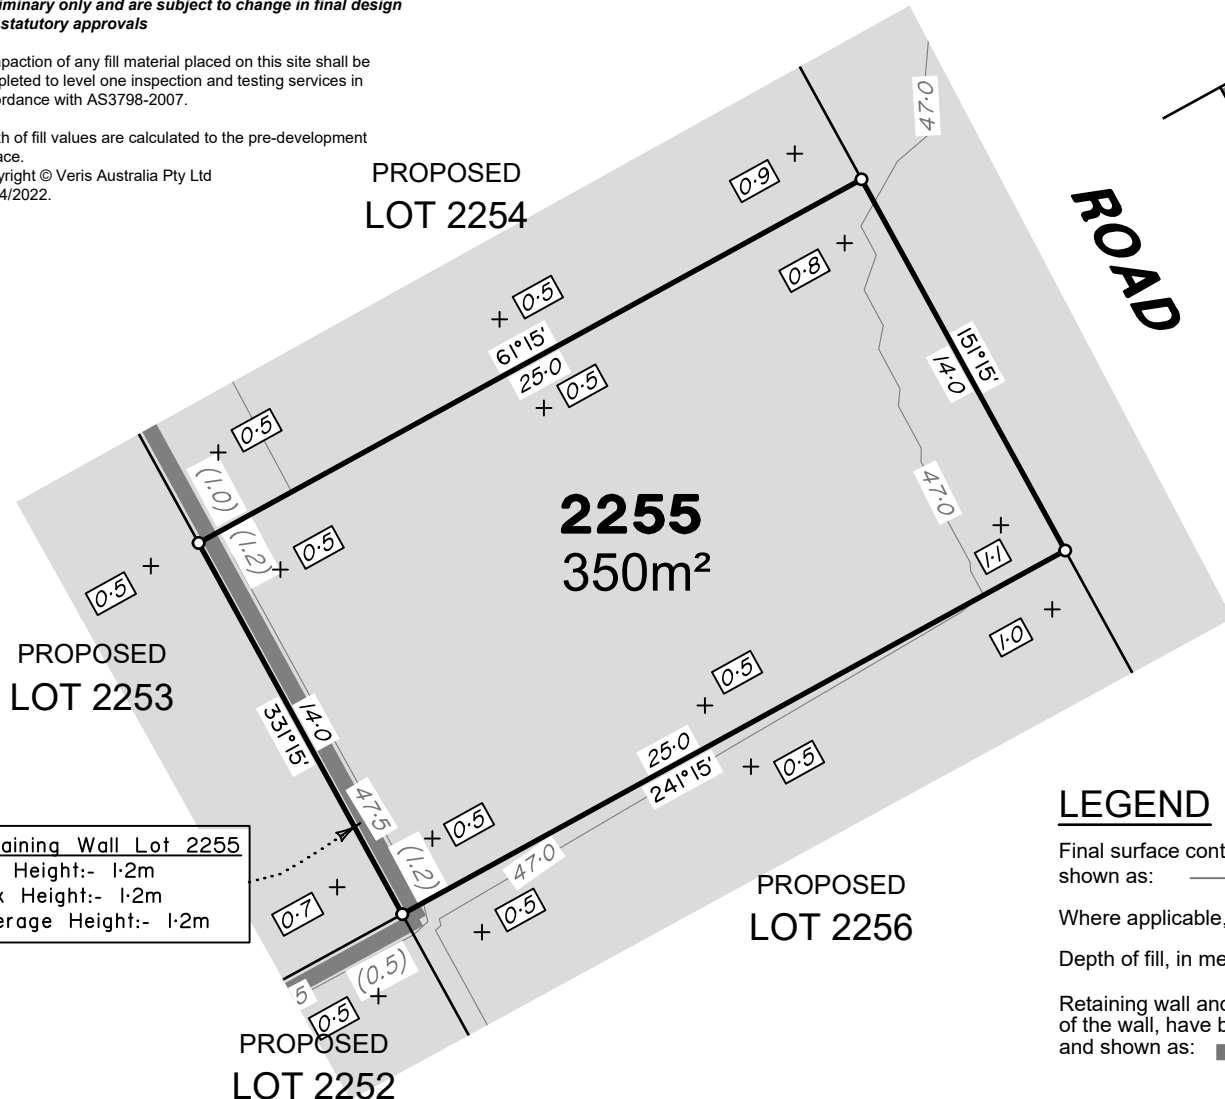 iminary only and are subject to change in final design
statutory approvals
paction of any fill material placed on this site shall be
pleted to level one inspection and testing services in
ordance with AS3798-2007.
h of fill values are calculated to the pre-development
ace.
yright © Veris Australia Pty Ltd
4/2022.
PROPOSED
LOT 2254
47.0
ROAD
0·9
0·8
0·5
61°15'
25·0
0·5
151°15'
14·0
0·5
(1.0)
(1.2)
0·5
47.0
2255
350m²
1·1
1·0
0·5
PROPOSED
LOT 2253
331°15'
14·0
0·5
25·0
241°15'
0·5
47.5
(1.2)
0·5
47.0
0·5
aining Wall Lot 2255
Height:- 1·2m
x Height:- 1·2m
erage Height:- 1·2m
0·7
(0.5)
5
0·5
PROPOSED
LOT 2256
PROPOSED
LOT 2252
LEGEND
Final surface cont
shown as:
Where applicable,
Depth of fill, in me
Retaining wall and
of the wall, have b
and shown as: